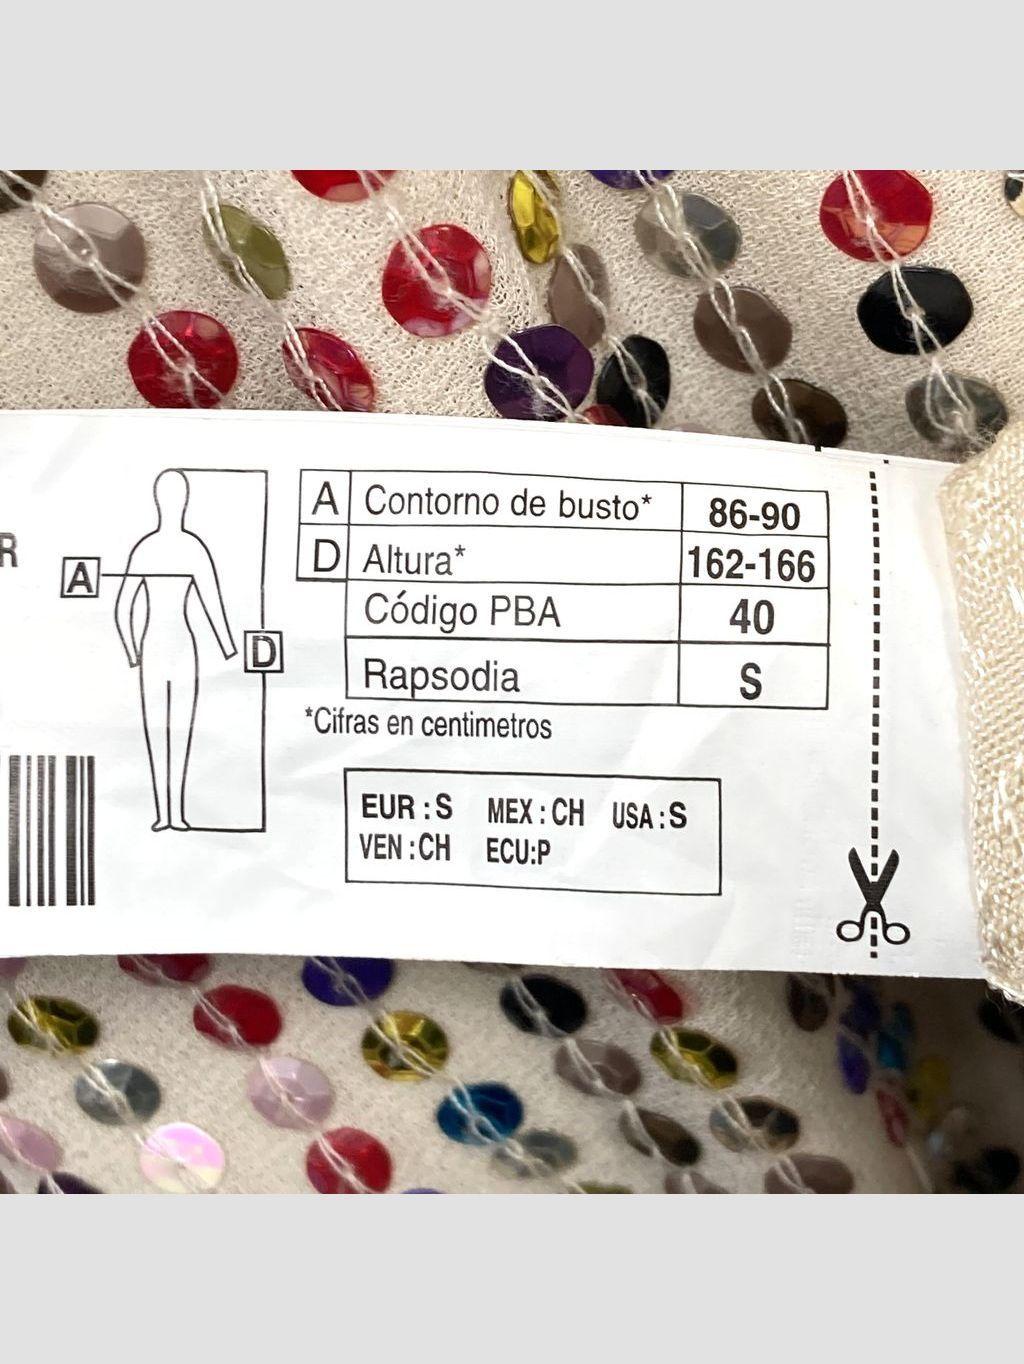 R
A
D
A Contorno de busto* 86-90
D Altura* 162-166
Código PBA 40
Rapsodia S
*Cifras en centimetros
EUR : S MEX : CH USA : S
VEN : CH ECU:P